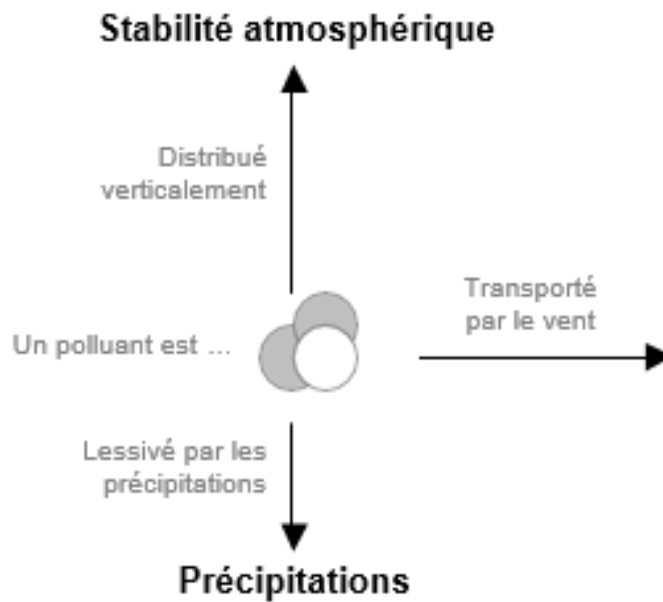 Stabilité atmosphérique
Distribué
verticalement
Transporté
par le vent
Un polluant est ...
Lessivé par les
précipitations
Précipitations